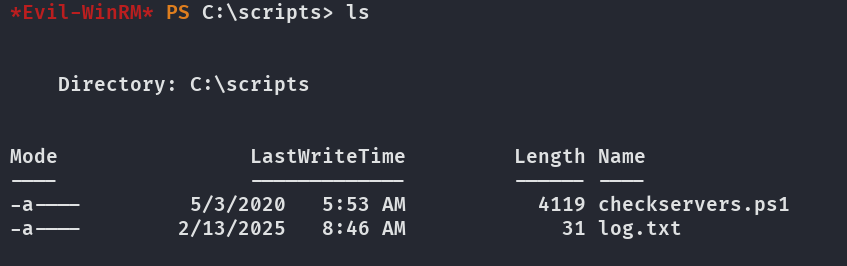 *Evil-WinRM* PS C:\scripts> ls
Directory: C:\scripts
Mode                LastWriteTime         Length Name
----                -------------         ------ ----
-a----         5/3/2020   5:53 AM           4119 checkservers.ps1
-a----        2/13/2025   8:46 AM             31 log.txt